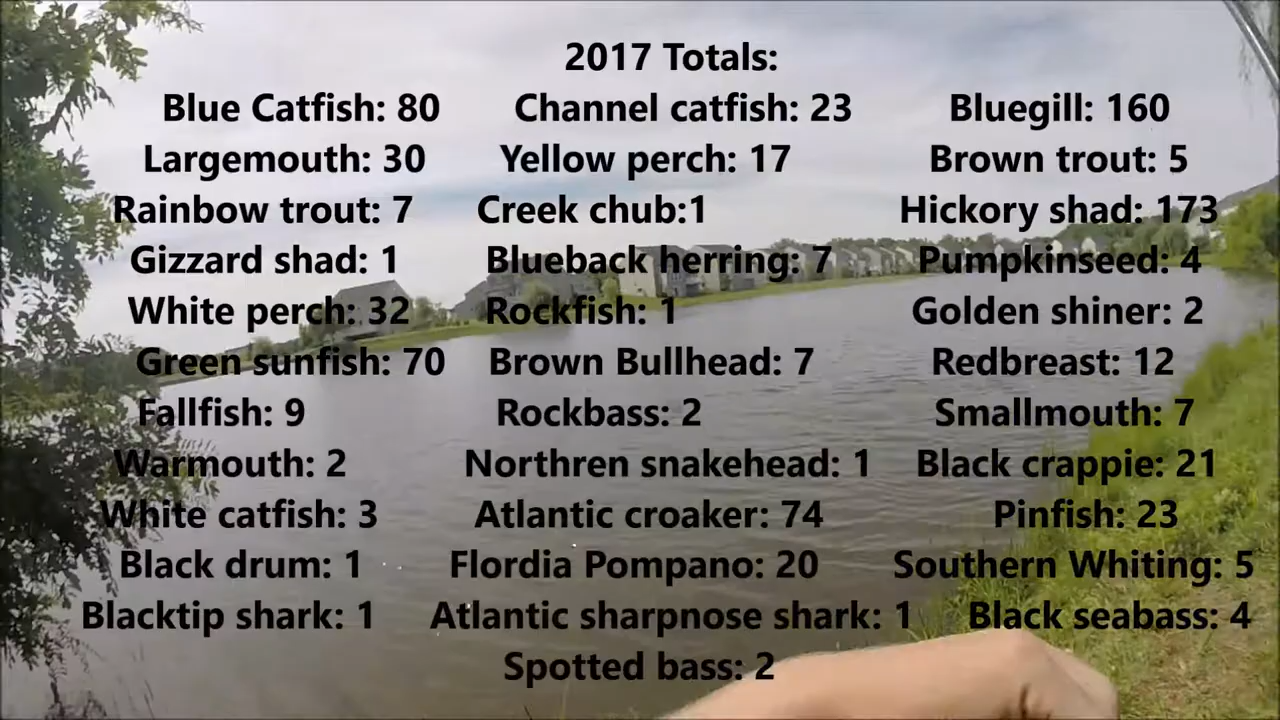 2017 Totals:
Blue Catfish: 80 Channel catfish: 23 Bluegill: 160
Largemouth: 30 Yellow perch: 17 Brown trout: 5
Rainbow trout: 7 Creek chub:1 Hickory shad: 173
Gizzard shad: 1 Blueback herring: 7 Pumpkinseed: 4
White perch: 32 Rockfish: 1 Golden shiner: 2
Green sunfish: 70 Brown Bullhead: 7 Redbreast: 12
Fallfish: 9 Rockbass: 2 Smallmouth: 7
Warmouth: 2 Northren snakehead: 1 Black crappie: 21
White catfish: 3 Atlantic croaker: 74 Pinfish: 23
Black drum: 1 Flordia Pompano: 20 Southern Whiting: 5
Blacktip shark: 1 Atlantic sharpnose shark: 1 Black seabass: 4
Spotted bass: 2